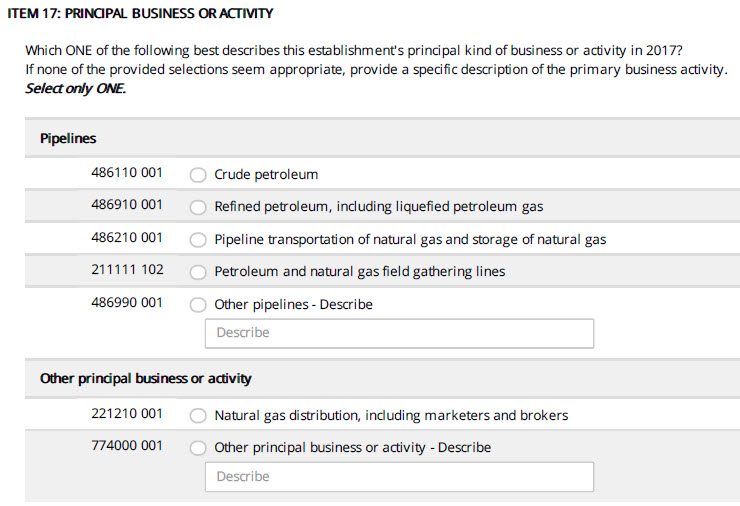 ITEM 17: PRINCIPAL BUSINESS OR ACTIVITY
Which ONE of the following best describes this establishment's principal kind of business or activity in 2017?
If none of the provided selections seem appropriate, provide a specific description of the primary business activity.
Select only ONE.
Pipelines
486110 001 Crude petroleum
486910 001 Refined petroleum, including liquefied petroleum gas
486210 001 Pipeline transportation of natural gas and storage of natural gas
211111 102 Petroleum and natural gas field gathering lines
486990 001 Other pipelines - Describe
Describe
Other principal business or activity
221210 001 Natural gas distribution, including marketers and brokers
774000 001 Other principal business or activity - Describe
Describe